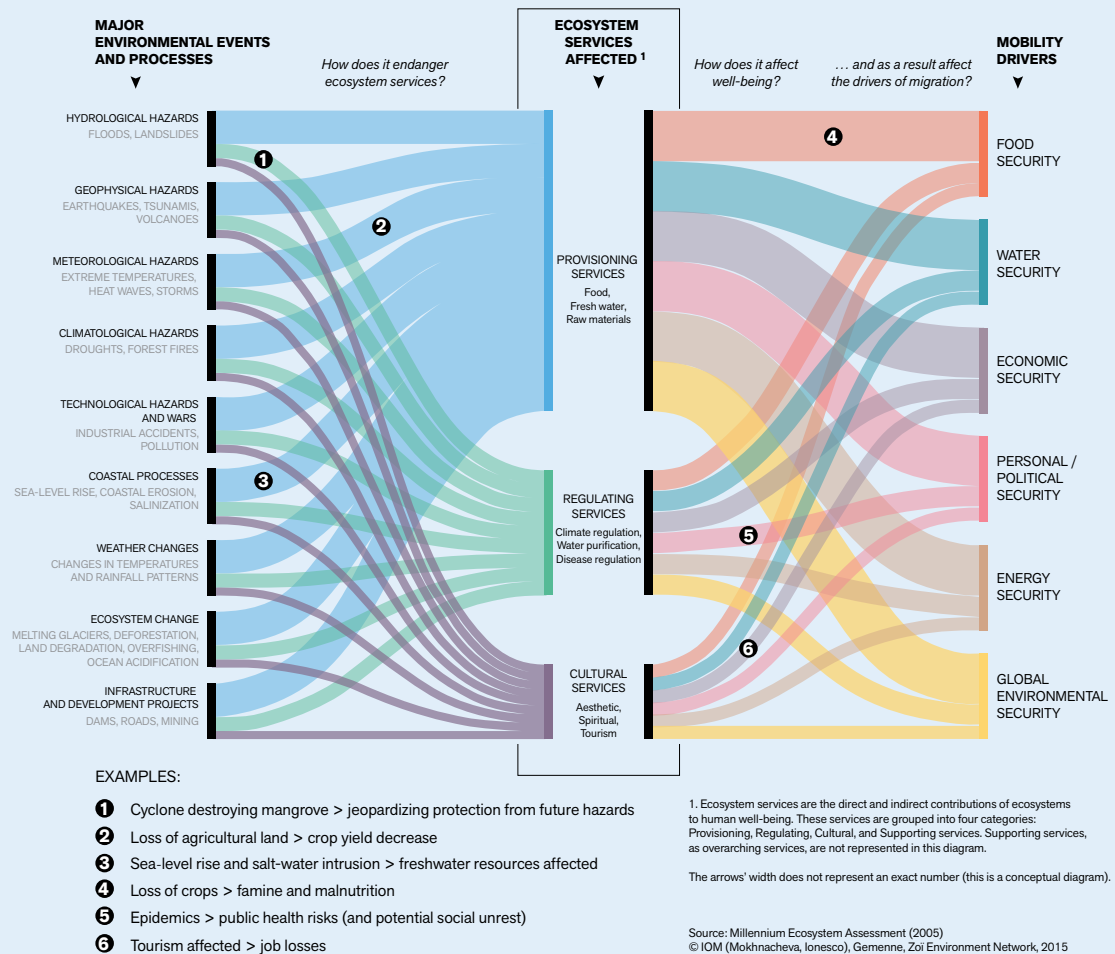 MAJOR
ENVIRONMENTAL EVENTS
AND PROCESSES
How does it endanger
ecosystem services?
ECOSYSTEM
SERVICES
AFFECTED 1
How does it affect
well-being?
… and as a result affect
the drivers of migration?
MOBILITY
DRIVERS
HYDROLOGICAL HAZARDS
FLOODS, LANDSLIDES
GEOPHYSICAL HAZARDS
EARTHQUAKES, TSUNAMIS,
VOLCANOES
METEOROLOGICAL HAZARDS
EXTREME TEMPERATURES,
HEAT WAVES, STORMS
CLIMATOLOGICAL HAZARDS
DROUGHTS, FOREST FIRES
TECHNOLOGICAL HAZARDS
AND WARS
INDUSTRIAL ACCIDENTS,
POLLUTION
COASTAL PROCESSES
SEA-LEVEL RISE, COASTAL EROSION,
SALINIZATION
WEATHER CHANGES
CHANGES IN TEMPERATURES
AND RAINFALL PATTERNS
ECOSYSTEM CHANGE
MELTING GLACIERS, DEFORESTATION,
LAND DEGRADATION, OVERFISHING,
OCEAN ACIDIFICATION
INFRASTRUCTURE
AND DEVELOPMENT PROJECTS
DAMS, ROADS, MINING
1
2
3
PROVISIONING
SERVICES
Food,
Fresh water,
Raw materials
REGULATING
SERVICES
Climate regulation,
Water purification,
Disease regulation
CULTURAL
SERVICES
Aesthetic,
Spiritual,
Tourism
4
5
6
FOOD
SECURITY
WATER
SECURITY
ECONOMIC
SECURITY
PERSONAL /
POLITICAL
SECURITY
ENERGY
SECURITY
GLOBAL
ENVIRONMENTAL
SECURITY
EXAMPLES:
1 Cyclone destroying mangrove > jeopardizing protection from future hazards
2 Loss of agricultural land > crop yield decrease
3 Sea-level rise and salt-water intrusion > freshwater resources affected
4 Loss of crops > famine and malnutrition
5 Epidemics > public health risks (and potential social unrest)
6 Tourism affected > job losses
1. Ecosystem services are the direct and indirect contributions of ecosystems
to human well-being. These services are grouped into four categories:
Provisioning, Regulating, Cultural, and Supporting services. Supporting services,
as overarching services, are not represented in this diagram.
The arrows' width does not represent an exact number (this is a conceptual diagram).
Source: Millennium Ecosystem Assessment (2005)
© IOM (Mokhnacheva, Ionesco), Gemenne, Zoï Environment Network, 2015